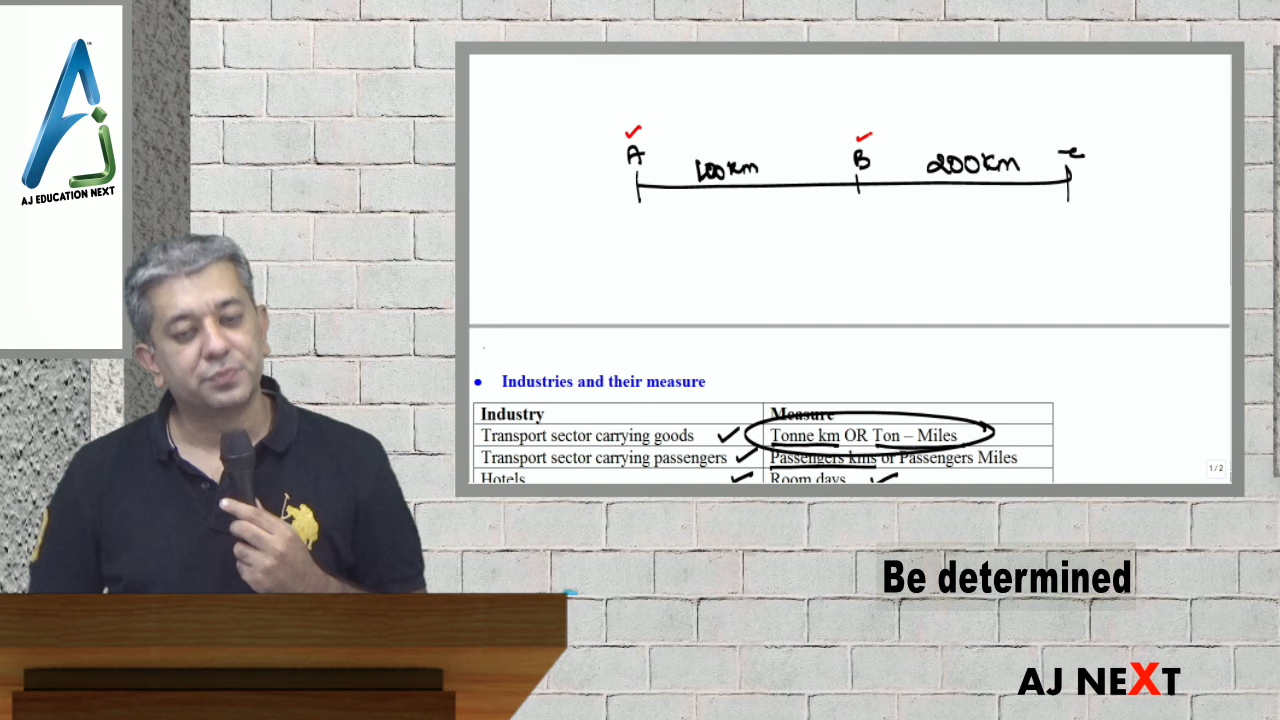 AJ EDUCATION NEXT
A B C
100km 200km
• Industries and their measure
Industry Measure
Transport sector carrying goods Tonne km OR Ton – Miles
Transport sector carrying passengers Passengers kms or Passengers Miles
Hotels Room days
1/2
Be determined
AJ NEXT